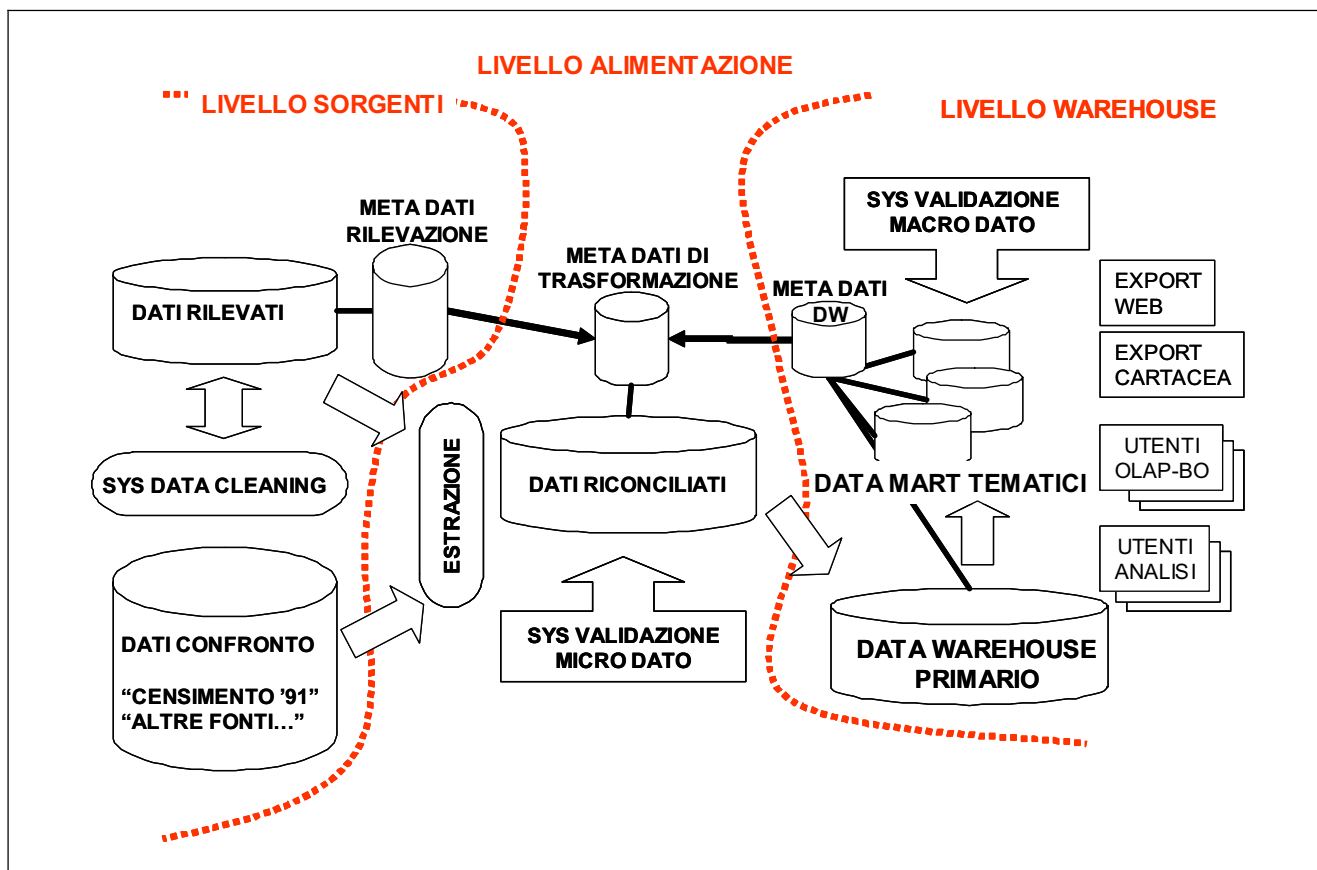 LIVELLO ALIMENTAZIONE
LIVELLO SORGENTI
LIVELLO WAREHOUSE
META DATI
RILEVAZIONE
DATI RILEVATI
META DATI DI
TRASFORMAZIONE
META DATI
DW
SYS VALIDAZIONE
MACRO DATO
EXPORT
WEB
EXPORT
CARTACEA
SYS DATA CLEANING
ESTRAZIONE
DATI RICONCILIATI
DATA MART TEMATICI
UTENTI
OLAP-BO
UTENTI
ANALISI
DATI CONFRONTO
“CENSIMENTO ’91”
“ALTRE FONTI…”
SYS VALIDAZIONE
MICRO DATO
DATA WAREHOUSE
PRIMARIO